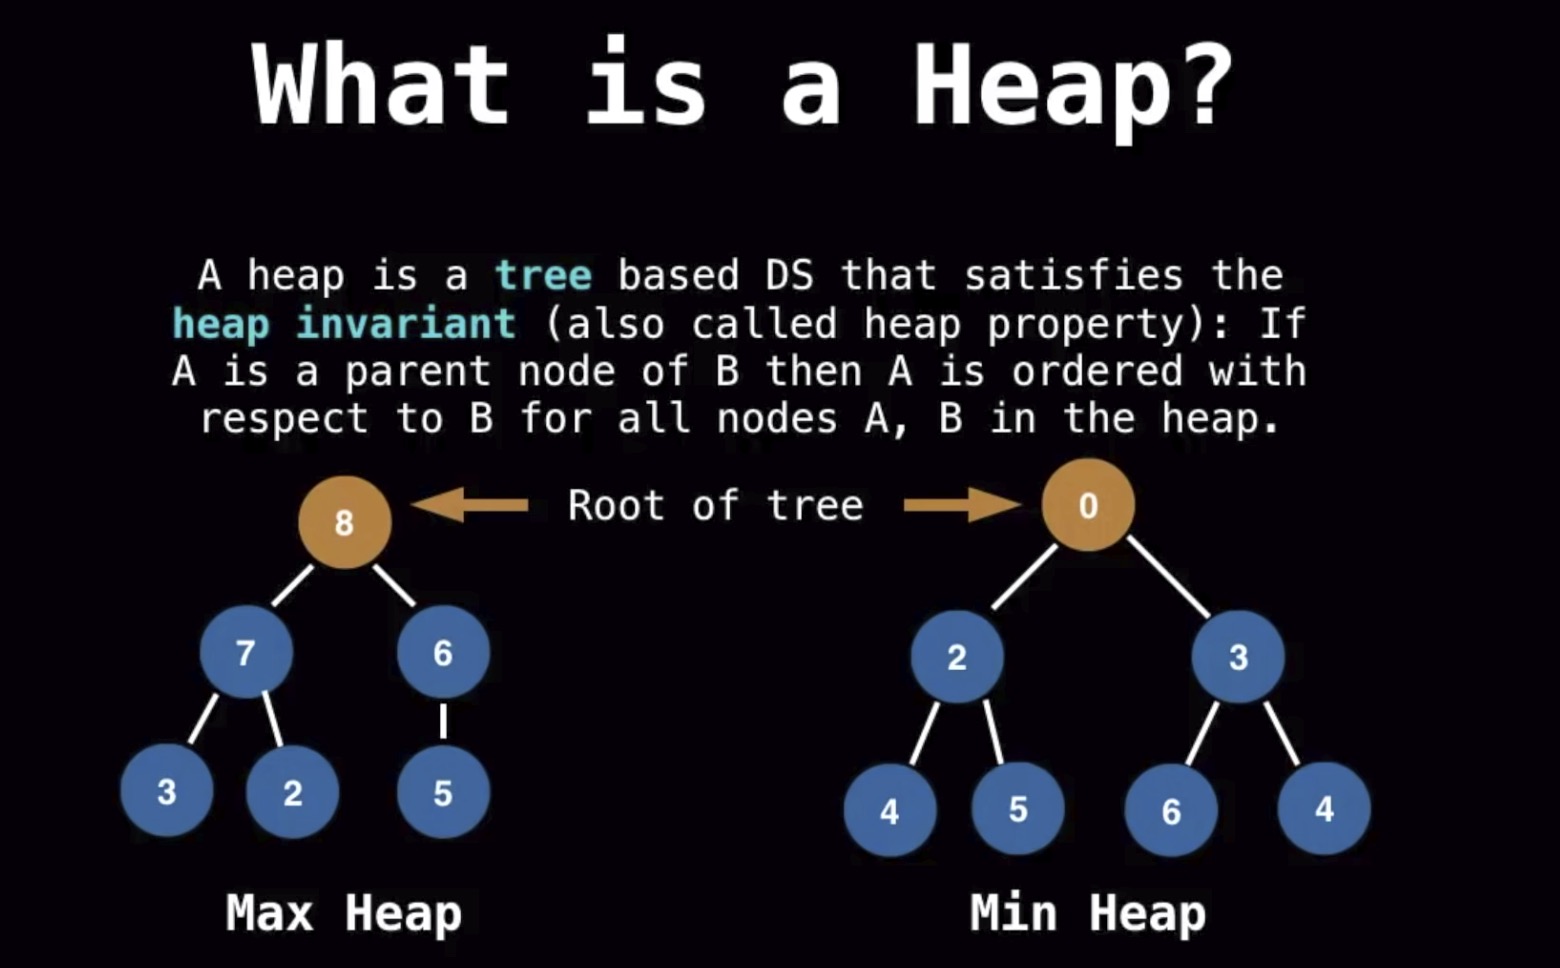 What is a Heap?
A heap is a tree based DS that satisfies the
heap invariant (also called heap property): If
A is a parent node of B then A is ordered with
respect to B for all nodes A, B in the heap.
8
Root of tree
0
7
6
2
3
3
2
5
4
5
6
4
Max Heap
Min Heap